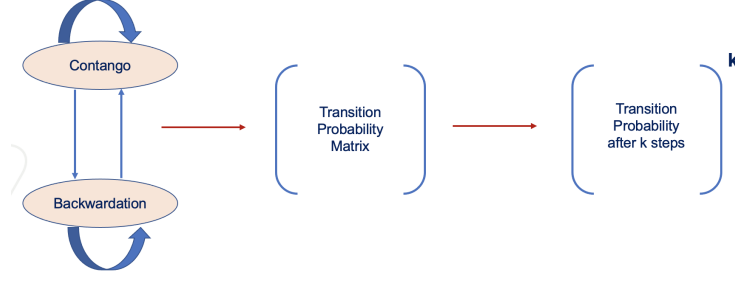 Contango
Backwardation
Transition
Probability
Matrix
Transition
Probability
after k steps
k